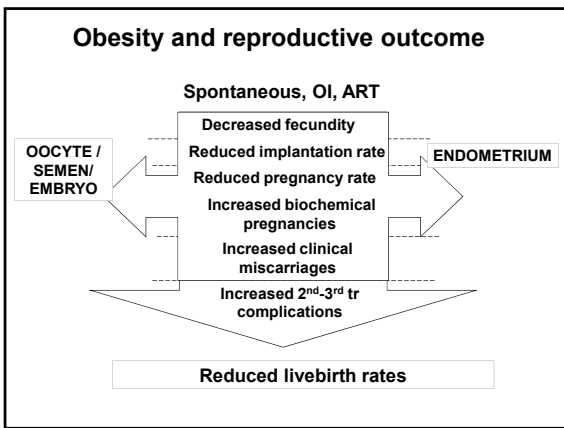 Obesity and reproductive outcome
Spontaneous, OI, ART
Decreased fecundity
OOCYTE /
SEMEN/
EMBRYO
Reduced implantation rate
ENDOMETRIUM
Reduced pregnancy rate
Increased biochemical
pregnancies
Increased clinical
miscarriages
Increased 2nd-3rd tr
complications
Reduced livebirth rates